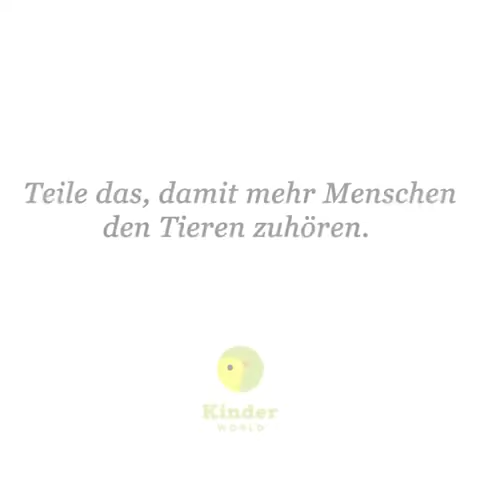 Teile das, damit mehr Menschen
den Tieren zuhören.
Kinder
WORLD